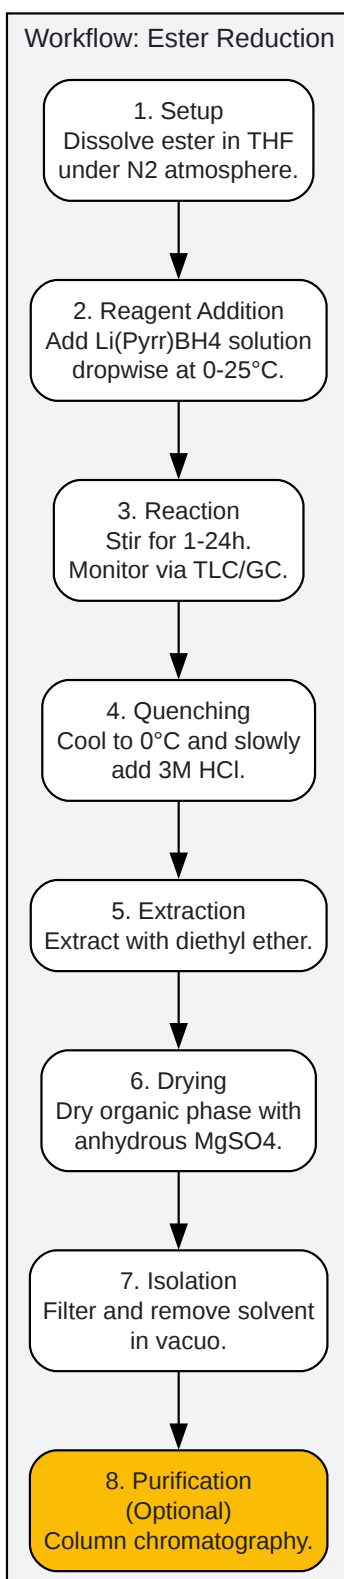 Workflow: Ester Reduction
1. Setup
Dissolve ester in THF
under N2 atmosphere.
2. Reagent Addition
Add Li(Pyrr)BH4 solution
dropwise at 0-25°C.
3. Reaction
Stir for 1-24h.
Monitor via TLC/GC.
4. Quenching
Cool to 0°C and slowly
add 3M HCl.
5. Extraction
Extract with diethyl ether.
6. Drying
Dry organic phase with
anhydrous MgSO4.
7. Isolation
Filter and remove solvent
in vacuo.
8. Purification
(Optional)
Column chromatography.